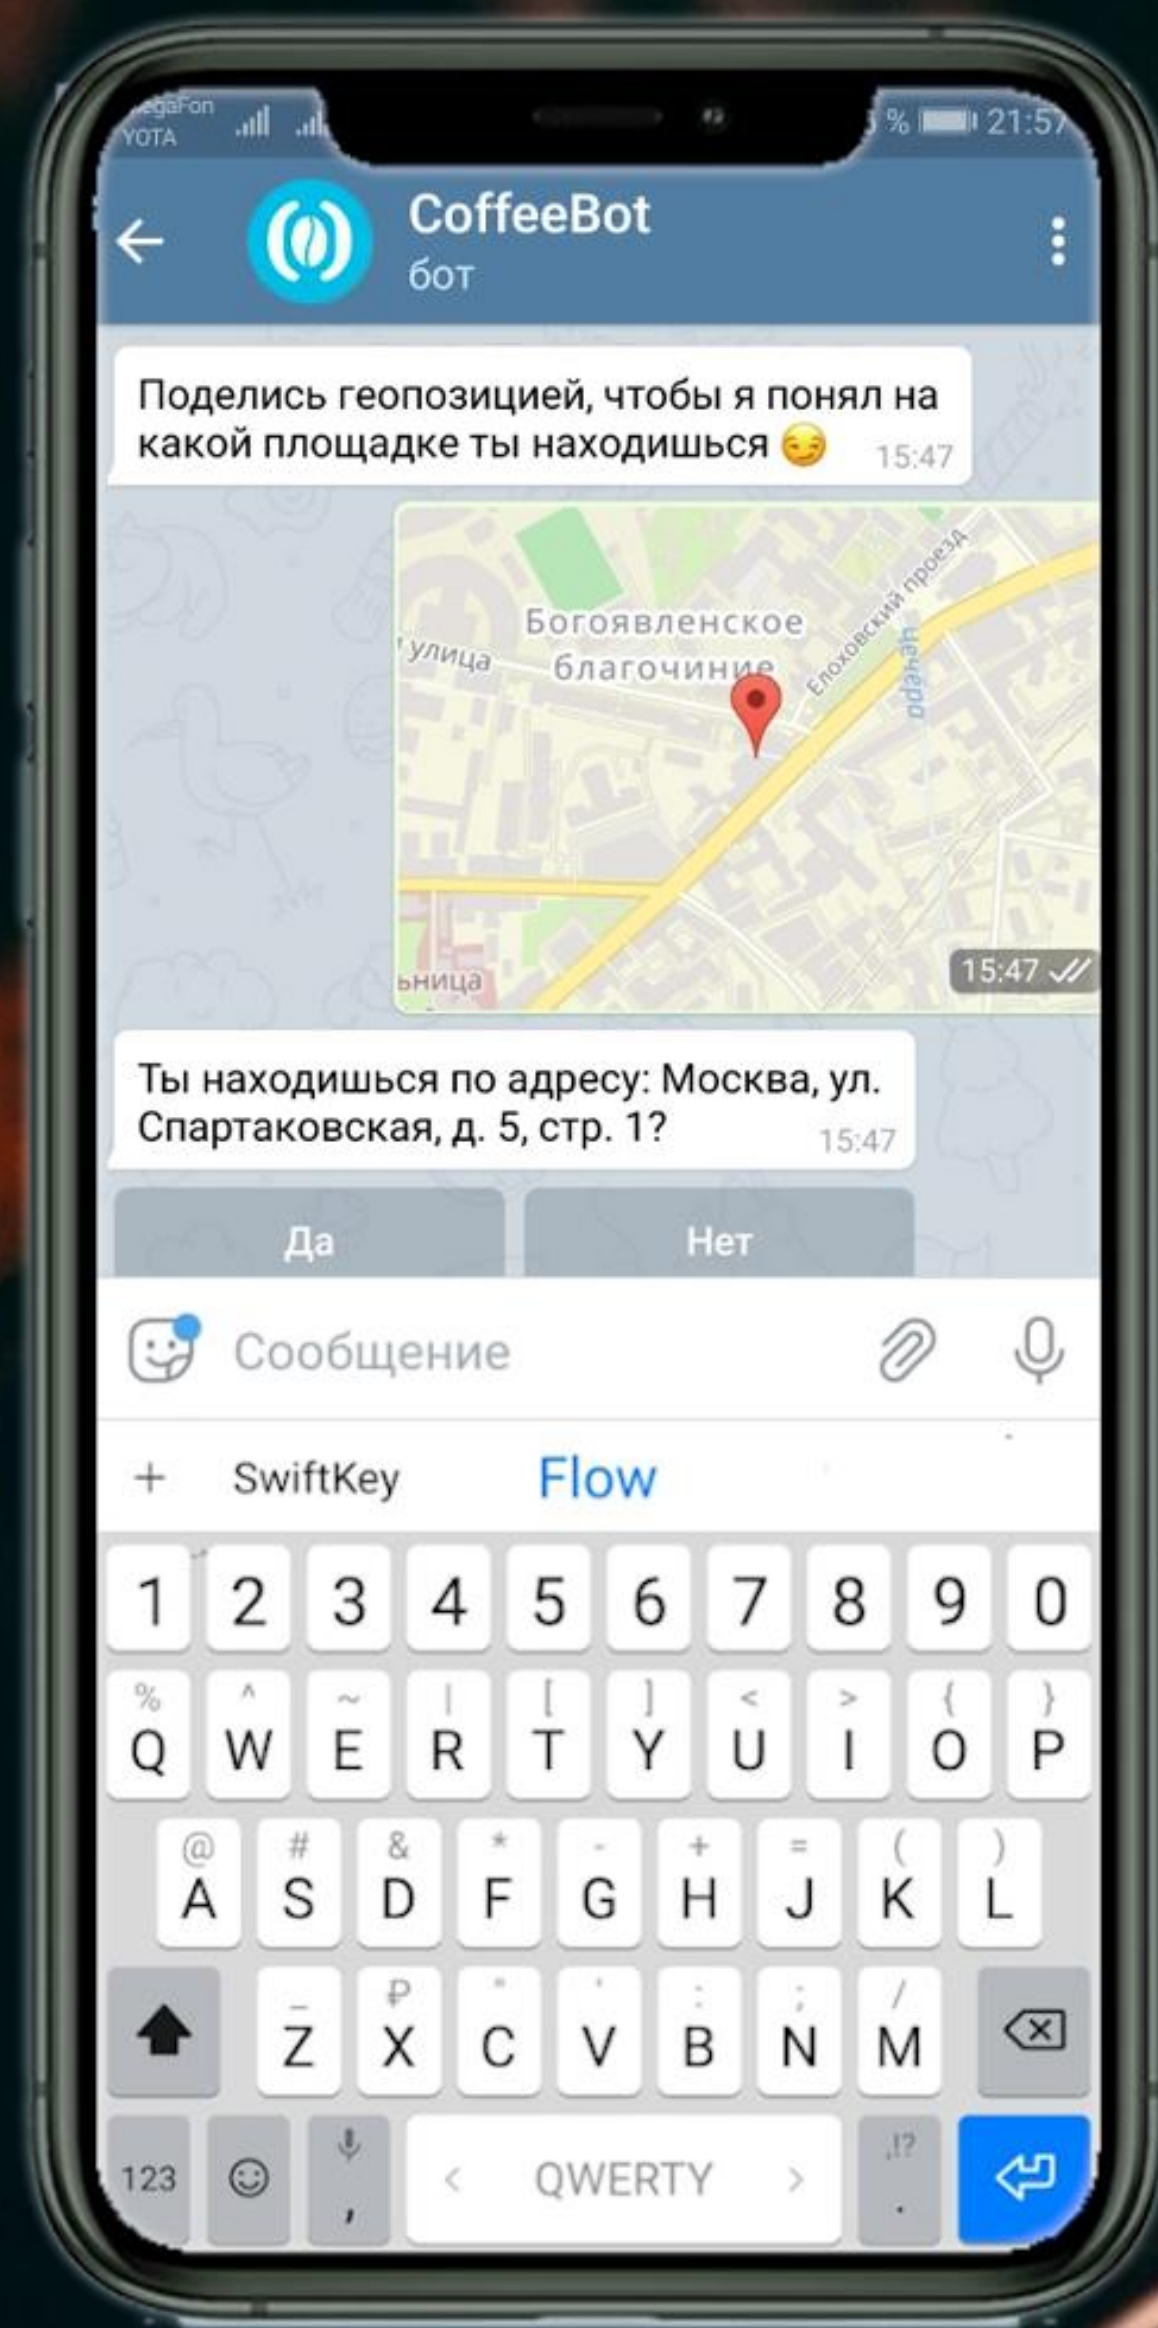 YOTA
% 21:57
CoffeeBot
бот
Поделись геопозицией, чтобы я понял на
какой площадке ты находишься 😏 15:47
Елоховский проезд
Богоявленское
улица
благочиние
Чечера
ьница
15:47
Ты находишься по адресу: Москва, ул.
Спартаковская, д. 5, стр. 1? 15:47
Да Нет
Сообщение
+ SwiftKey Flow
1 2 3 4 5 6 7 8 9 0
% ^ ~ | [ ] < > { }
Q W E R T Y U I O P
@ # & * - + = ( )
A S D F G H J K L
_ ₽ " ' : ; /
Z X C V B N M
,!?
123 , < QWERTY > .